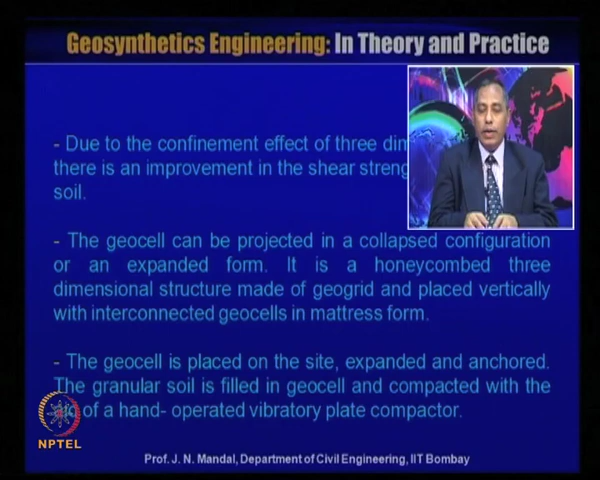 Geosynthetics Engineering: In Theory and Practice
- Due to the confinement effect of three
there is an improvement in the shear
soil.
- The geocell can be projected in a collapsed configuration
or an expanded form. It is a honeycombed three
dimensional structure made of geogrid and placed vertically
with interconnected geocells in mattress form.
- The geocell is placed on the site, expanded and anchored.
The granular soil is filled in geocell and compacted with the
of a hand- operated vibratory plate compactor.
NPTEL
Prof. J. N. Mandal, Department of Civil Engineering, IIT Bombay